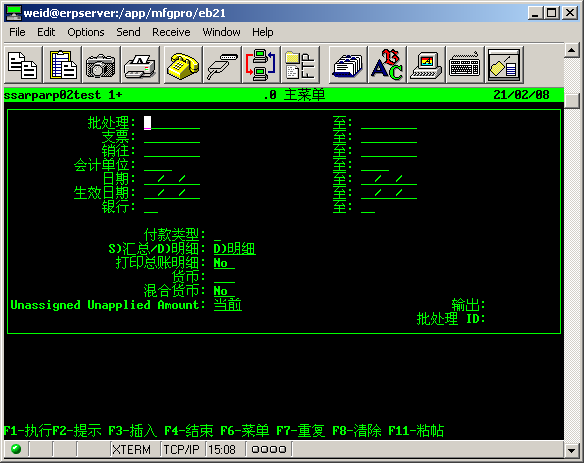 weid@erpserver:/app/mfgpro/eb21
File Edit Options Send Receive Window Help
ABC
ssarparp02test 1+ .0 主菜单 21/02/08
批处理: 至:
支票: 至:
销往: 至:
会计单位: 至:
日期: / / 至: / /
生效日期: / / 至: / /
银行: 至:
付款类型:
S)汇总/D)明细: D)明细
打印总账明细: No
货币:
混合货币: No
Unassigned Unapplied Amount: 当前 输出:
批处理 ID:
F1-执行F2-提示 F3-插入 F4-结束 F6-菜单 F7-重复 F8-清除 F11-粘帖
XTERM TCP/IP 15:08